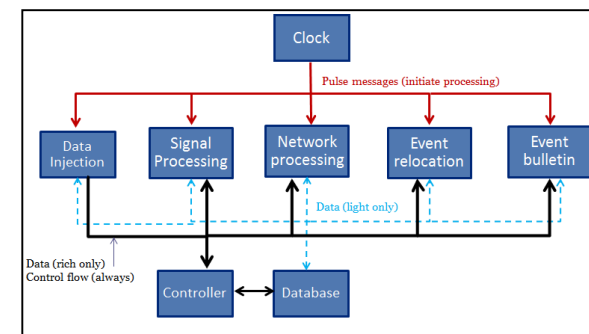 Clock
Pulse messages (initiate processing)
Data
Injection
Signal
Processing
Network
processing
Event
relocation
Event
bulletin
Data (light only)
Data (rich only)
Control flow (always)
Controller
Database